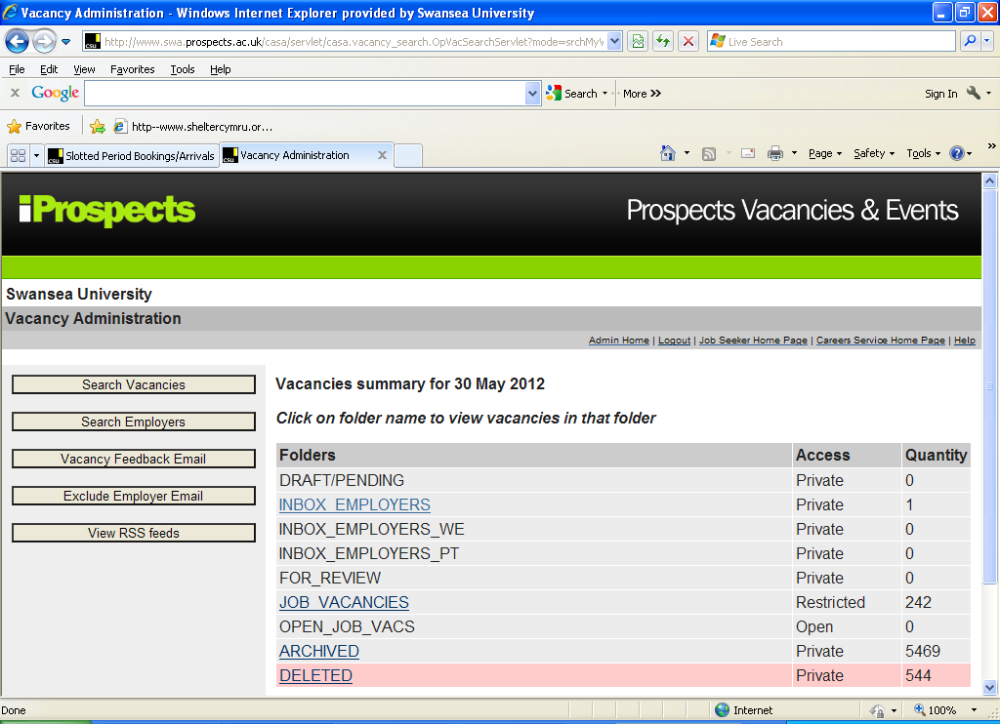 Vacancy Administration - Windows Internet Explorer provided by Swansea University
http://www.swa.prospects.ac.uk/casa/servlet/casa.vacancy_search.OpVacSearchServlet?mode=srchMyV
Live Search
File Edit View Favorites Tools Help
x Google Search More >> Sign In
Favorites http--www.sheltercymru.or...
CSU Slotted Period Bookings/Arrivals CSU Vacancy Administration X Page Safety Tools >>
iProspects Prospects Vacancies & Events
Swansea University
Vacancy Administration
Admin Home | Logout | Job Seeker Home Page | Careers Service Home Page | Help
Search Vacancies
Search Employers
Vacancy Feedback Email
Exclude Employer Email
View RSS feeds
Vacancies summary for 30 May 2012
Click on folder name to view vacancies in that folder
Folders Access Quantity
DRAFT/PENDING Private 0
INBOX_EMPLOYERS Private 1
INBOX_EMPLOYERS_WE Private 0
INBOX_EMPLOYERS_PT Private 0
FOR_REVIEW Private 0
JOB_VACANCIES Restricted 242
OPEN_JOB_VACS Open 0
ARCHIVED Private 5469
DELETED Private 544
Done Internet 100%